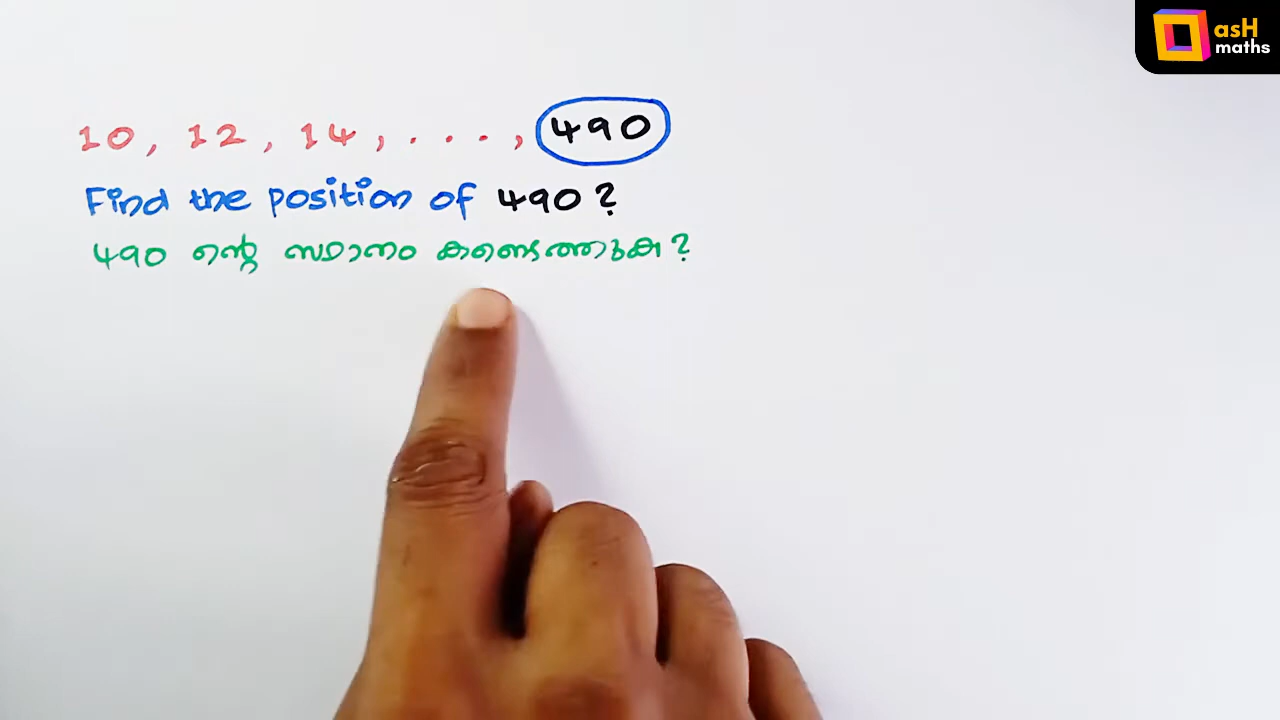 asH
maths
10, 12, 14, . . . , 490
Find the position of 490?
490 ന്റെ സ്ഥാനം കണ്ടെത്തുക?